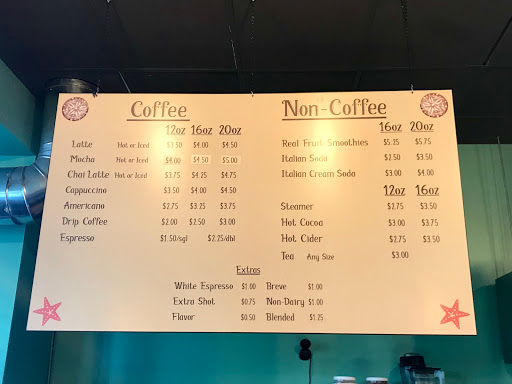 Coffee
12oz 16oz 20oz
Latte Hot or Iced $3.50 $4.00 $4.50
Mocha Hot or Iced $4.00 $4.50 $5.00
Chai Latte Hot or Iced $3.75 $4.25 $4.75
Cappuccino $3.50 $4.00 $4.50
Americano $2.75 $3.25 $3.75
Drip Coffee $2.00 $2.50 $3.00
Espresso $1.50/sgl $2.25/dbl
Non-Coffee
16oz 20oz
Real Fruit Smoothies $5.25 $5.75
Italian Soda $2.50 $3.50
Italian Cream Soda $3.00 $4.00
12oz 16oz
Steamer $2.75 $3.50
Hot Cocoa $3.00 $3.75
Hot Cider $2.75 $3.50
Tea Any Size $3.00
Extras
White Espresso $1.00 Breve $1.00
Extra Shot $0.75 Non-Dairy $1.00
Flavor $0.50 Blended $1.25